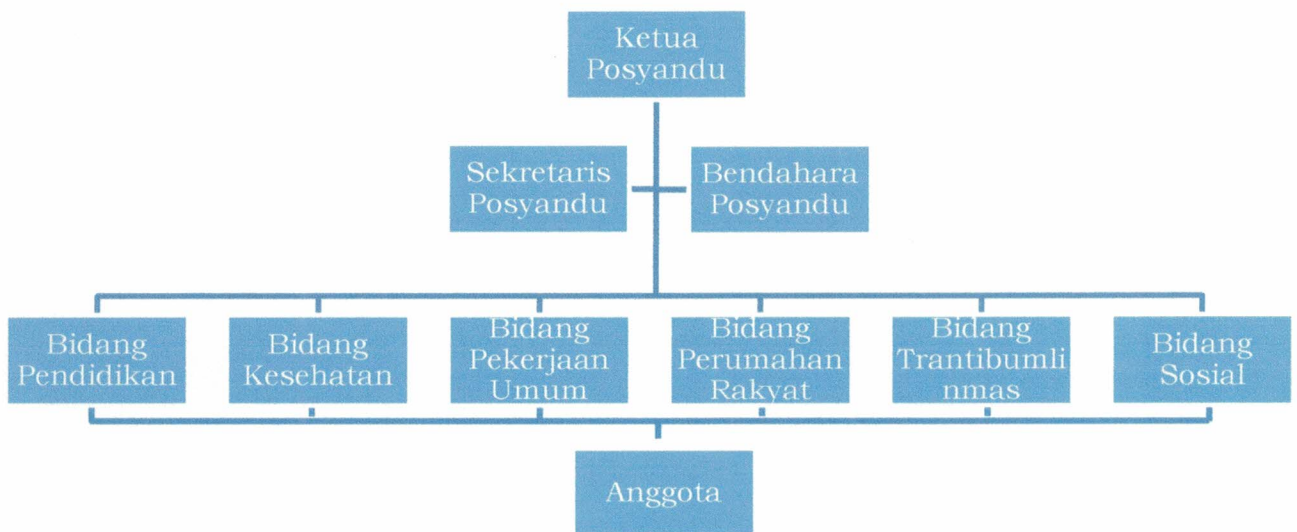 Ketua
Posyandu
Sekretaris
Posyandu
Bendahara
Posyandu
Bidang
Pendidikan
Bidang
Kesehatan
Bidang
Pekerjaan
Umum
Bidang
Perumahan
Rakyat
Bidang
Trantibumli
nmas
Bidang
Sosial
Anggota